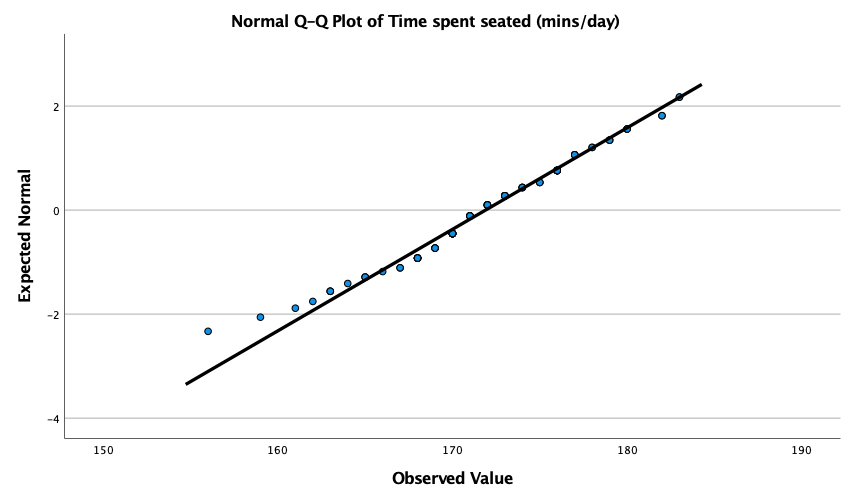 Normal Q–Q Plot of Time spent seated (mins/day)
Expected Normal
2
0
–2
–4
150 160 170 180 190
Observed Value